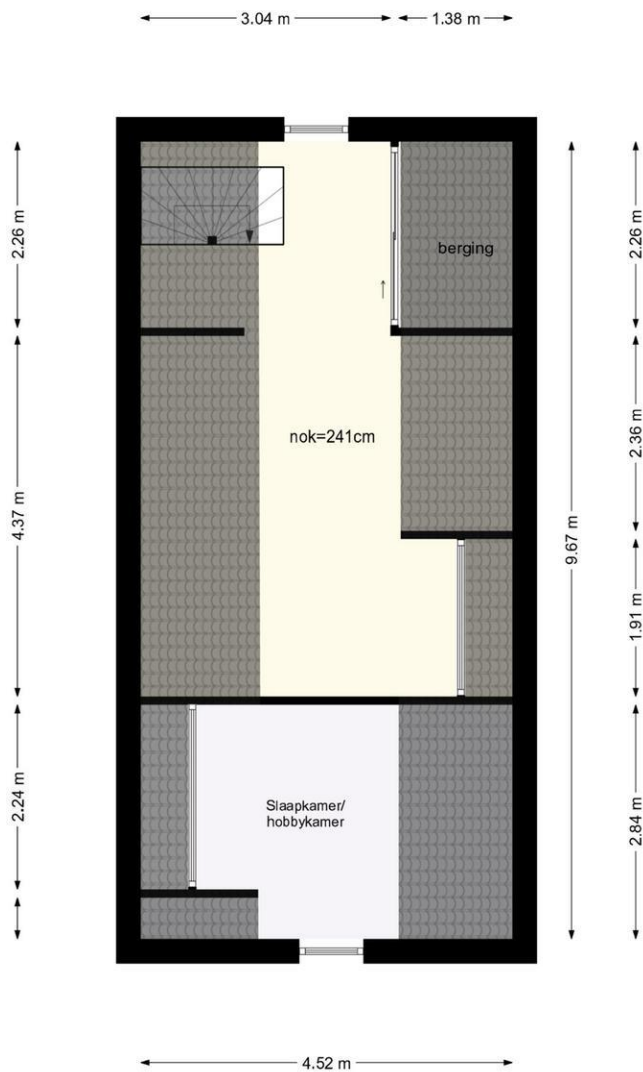 3.04 m
1.38 m
2.26 m
2.26 m
berging
2.36 m
nok=241cm
4.37 m
9.67 m
1.91 m
2.24 m
2.84 m
Slaapkamer/
hobbykamer
4.52 m